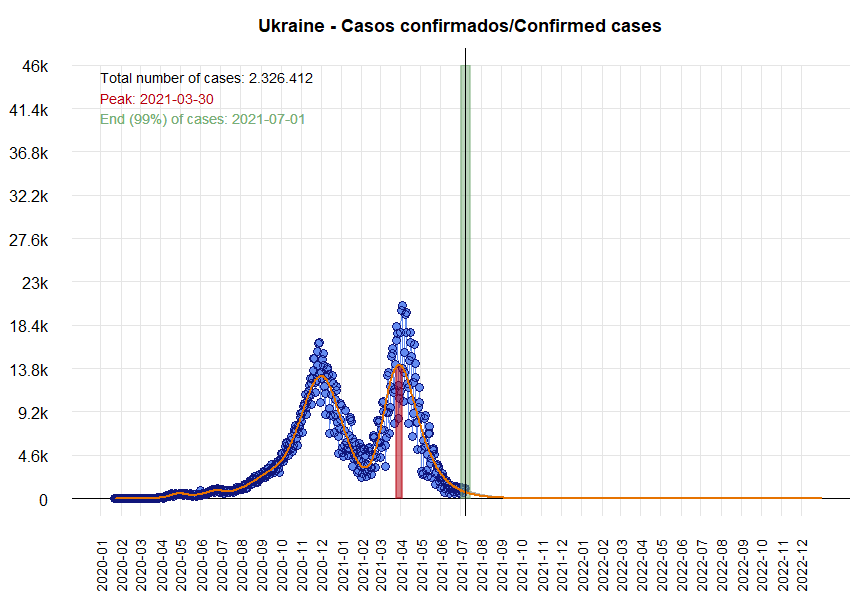 Ukraine - Casos confirmados/Confirmed cases
Total number of cases: 2.326.412
Peak: 2021-03-30
End (99%) of cases: 2021-07-01
46k
41.4k
36.8k
32.2k
27.6k
23k
18.4k
13.8k
9.2k
4.6k
0
2020-01
2020-02
2020-03
2020-04
2020-05
2020-06
2020-07
2020-08
2020-09
2020-10
2020-11
2020-12
2021-01
2021-02
2021-03
2021-04
2021-05
2021-06
2021-07
2021-08
2021-09
2021-10
2021-11
2021-12
2022-01
2022-02
2022-03
2022-04
2022-05
2022-06
2022-07
2022-08
2022-09
2022-10
2022-11
2022-12